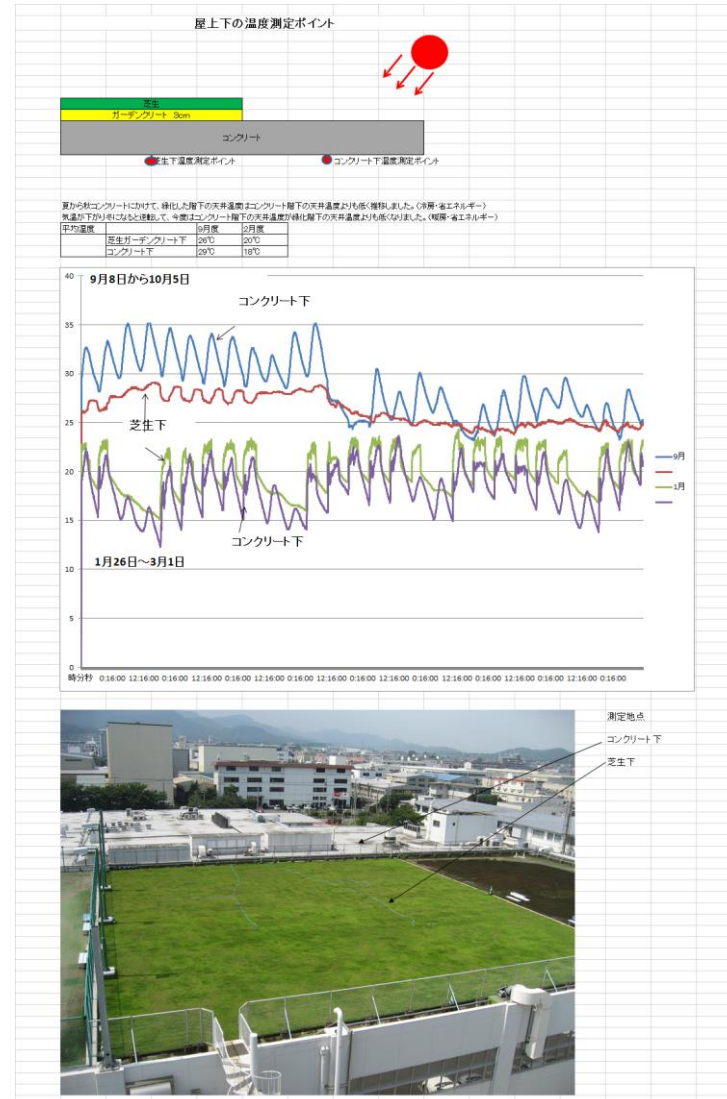 屋上下の温度測定ポイント
芝生
ガーデンクリート 3cm
コンクリート
芝生下温度測定ポイント
コンクリート下温度測定ポイント
夏から秋コンクリートにかけて、緑化した階下の天井温度はコンクリート階下の天井温度よりも低く推移しました。(冷房・省エネルギー)
気温が下がり冬になると逆転して、今度はコンクリート階下の天井温度が緑化階下の天井温度よりも低くなりました。(暖房・省エネルギー)
平均温度 9月度 2月度
芝生ガーデンクリート下 26℃ 20℃
コンクリート下 29℃ 18℃
40
9月8日から10月5日
コンクリート下
35
30
芝生下
25
9月
20
1月
15
コンクリート下
1月26日~3月1日
10
5
0
時分秒 0:16:00 12:16:00 0:16:00 12:16:00 0:16:00 12:16:00 0:16:00 12:16:00 0:16:00 12:16:00 0:16:00 12:16:00 0:16:00 12:16:00 0:16:00 12:16:00 0:16:00 12:16:00 0:16:00
測定地点
コンクリート下
芝生下